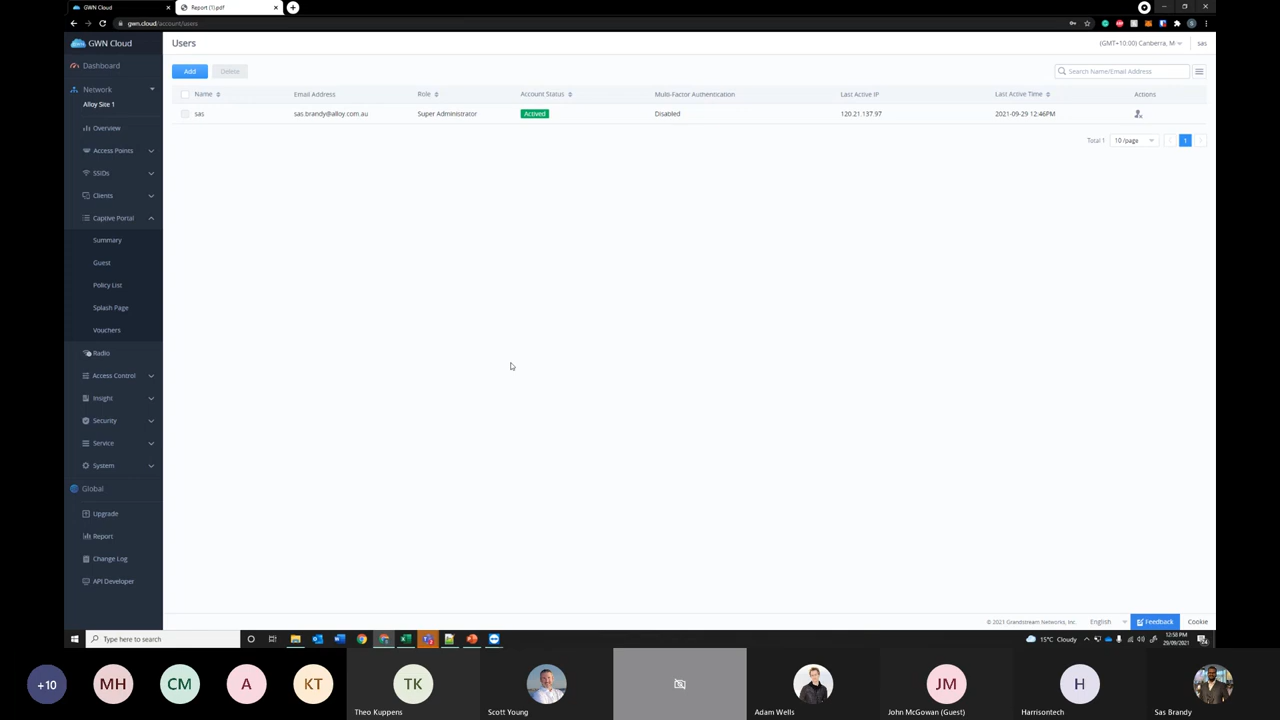 GWN Cloud
Report (1).pdf
gwn.cloud/account/users
GWN Cloud
Users
(GMT+10:00) Canberra, M
sas
Dashboard
Network
Alloy Site 1
Overview
Access Points
SSIDs
Clients
Captive Portal
Summary
Guest
Policy List
Splash Page
Vouchers
Radio
Access Control
Insight
Security
Service
System
Global
Upgrade
Report
Change Log
API Developer
Add
Delete
Search Name/Email Address
Name Email Address Role Account Status Multi-Factor Authentication Last Active IP Last Active Time Actions
sas sas.brandy@alloy.com.au Super Administrator Actived Disabled 120.21.137.97 2021-09-29 12:46PM
Total 1 10 /page 1
© 2021 Grandstream Networks, Inc. English Feedback Cookie
Type here to search
15°C Cloudy
12:58 PM
29/09/2021
+10
MH
CM
A
KT
TK
Theo Kuppens
Scott Young
Adam Wells
JM
John McGowan (Guest)
H
Harrisontech
Sas Brandy